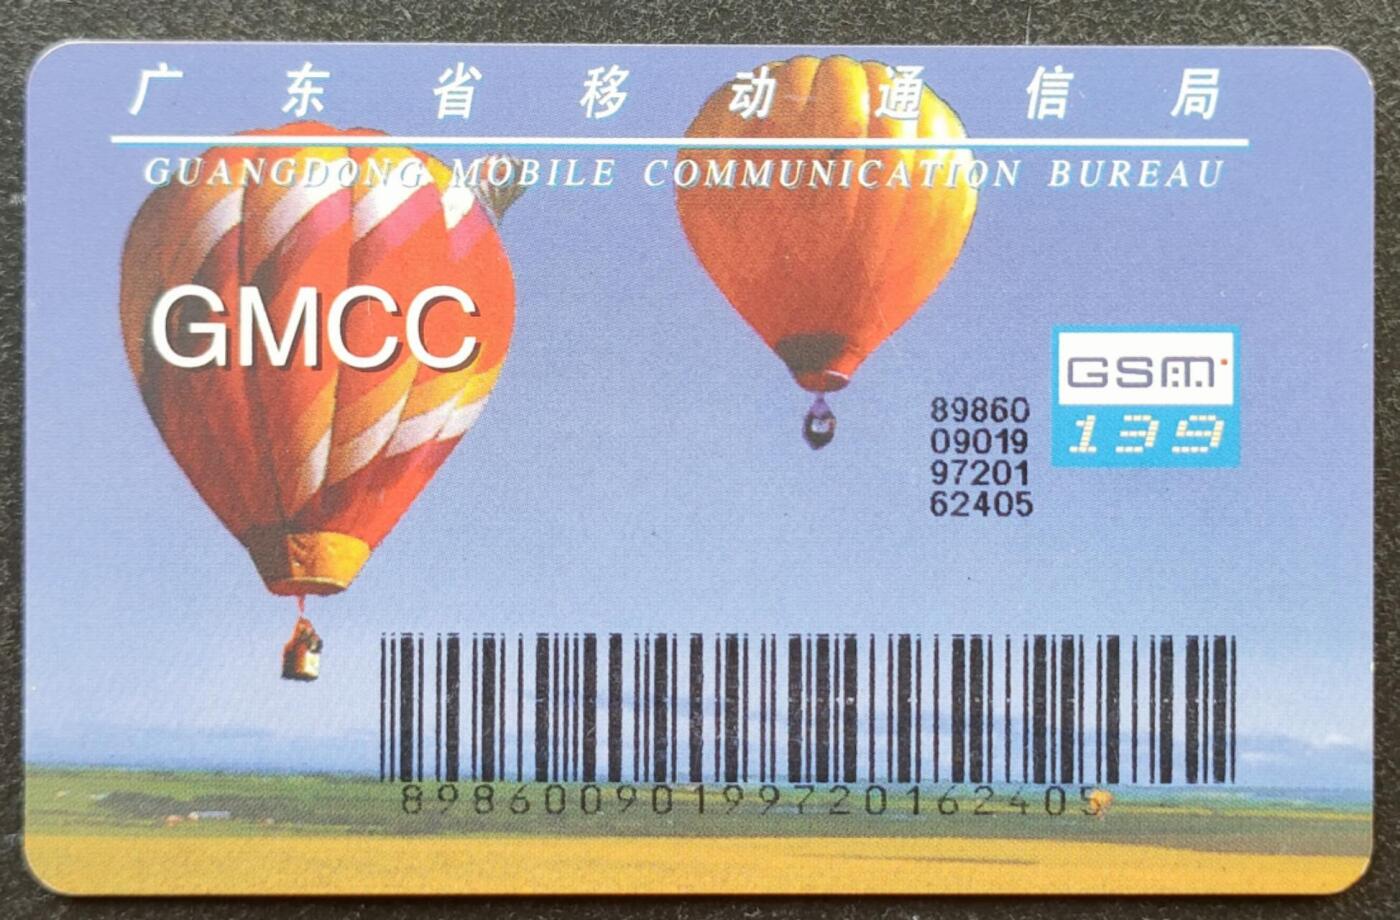 广东省移动通信局
GUANGDONG MOBILE COMMUNICATION BUREAU
GMCC
GSM
139
89860
09019
97201
62405
89860090199720162405